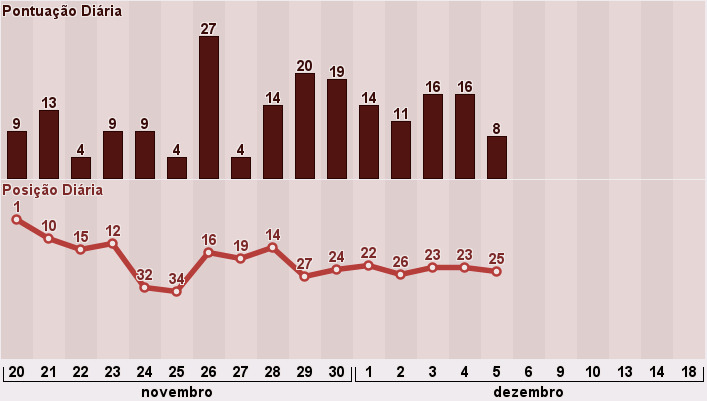 Pontuação Diária
9 13 4 9 9 4 27 4 14 20 19 14 11 16 16 8
Posição Diária
1 10 15 12 32 34 16 19 14 27 24 22 26 23 23 25
20 21 22 23 24 25 26 27 28 29 30 1 2 3 4 5 6 9 10 13 14 18
novembro dezembro